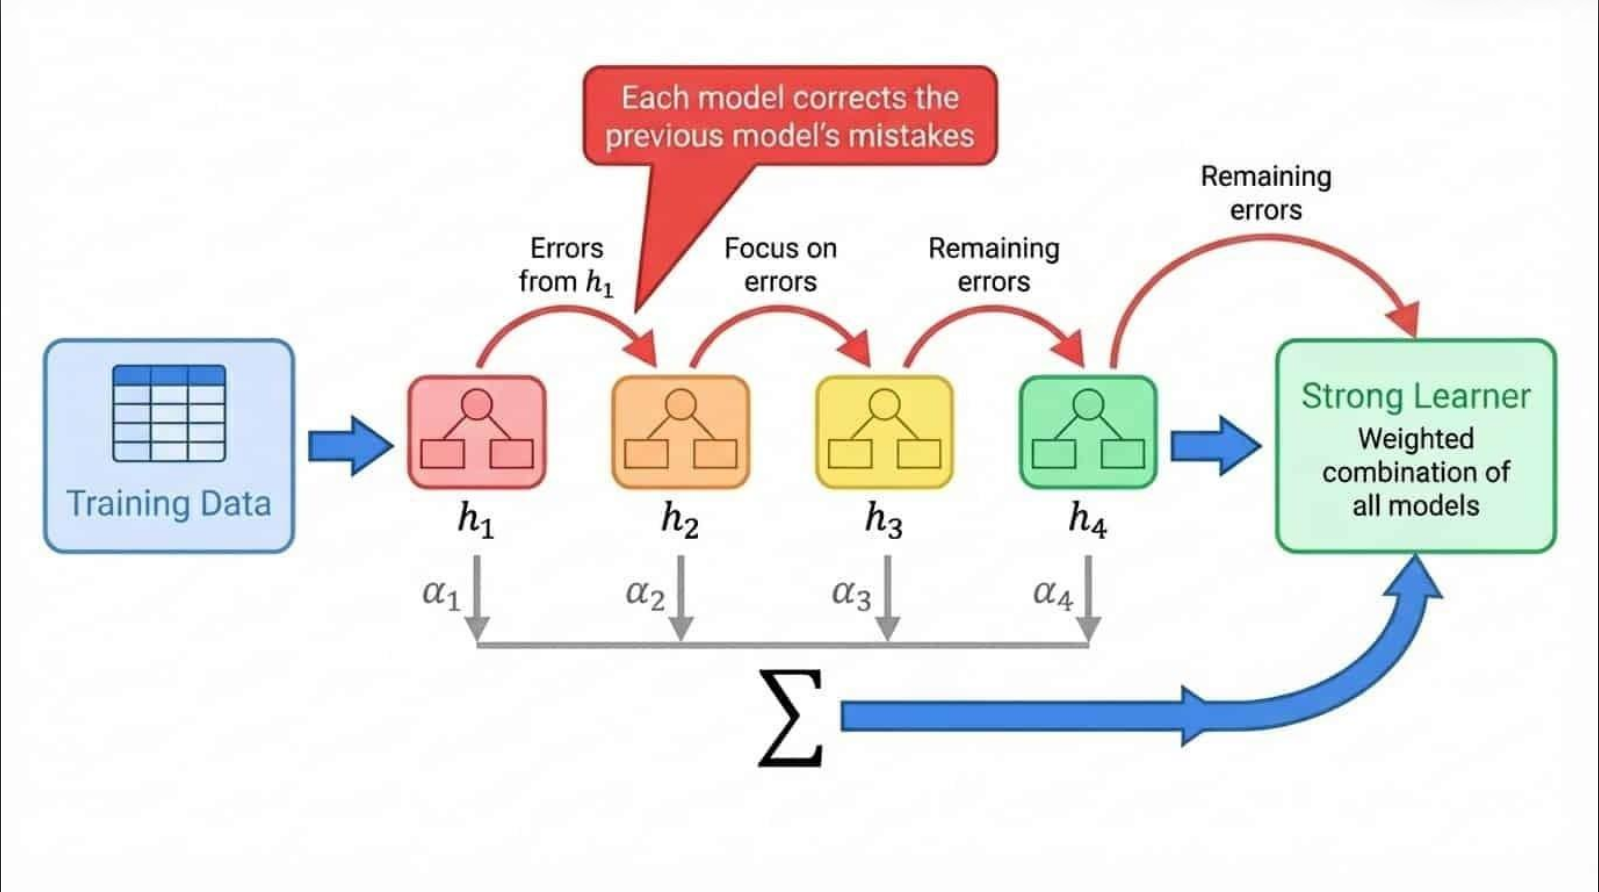 Each model corrects the
previous model's mistakes
Remaining
errors
Errors
from h₁
Focus on
errors
Remaining
errors
Training Data
Strong Learner
Weighted
combination of
all models
h₁
h₂
h₃
h₄
α₁
α₂
α₃
α₄
∑